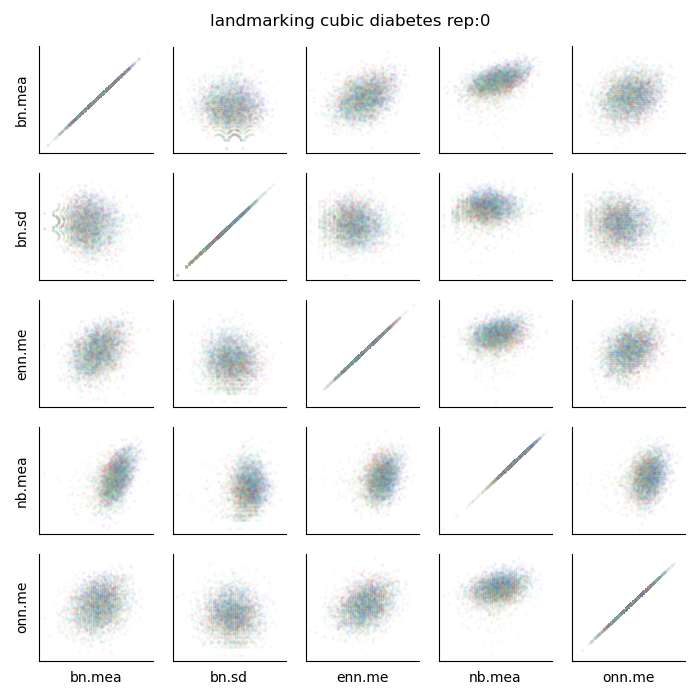 landmarking cubic diabetes rep:0
bn.mea
bn.sd
enn.me
nb.mea
onn.me
bn.mea bn.sd enn.me nb.mea onn.me